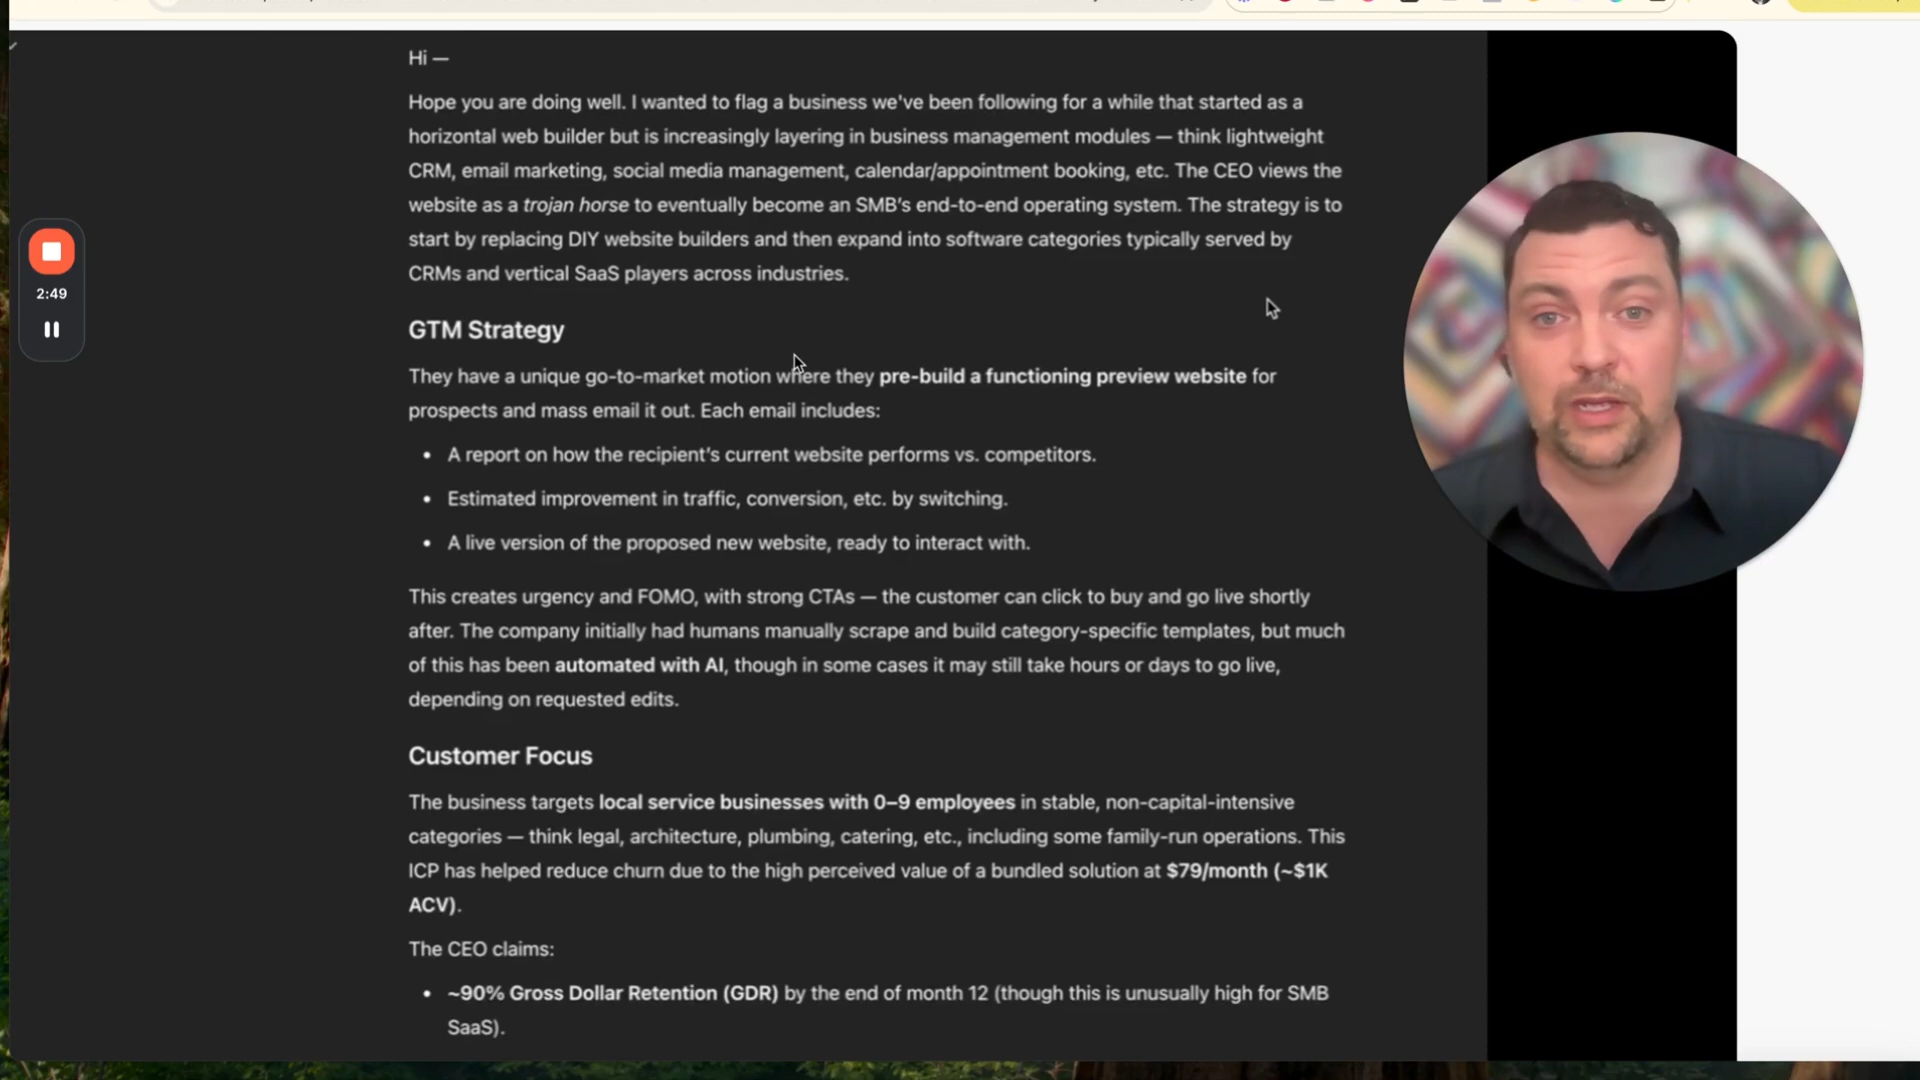 Hi —
Hope you are doing well. I wanted to flag a business we've been following for a while that started as a
horizontal web builder but is increasingly layering in business management modules — think lightweight
CRM, email marketing, social media management, calendar/appointment booking, etc. The CEO views the
website as a trojan horse to eventually become an SMB's end-to-end operating system. The strategy is to
start by replacing DIY website builders and then expand into software categories typically served by
CRMs and vertical SaaS players across industries.
2:49
GTM Strategy
They have a unique go-to-market motion where they pre-build a functioning preview website for
prospects and mass email it out. Each email includes:
• A report on how the recipient's current website performs vs. competitors.
• Estimated improvement in traffic, conversion, etc. by switching.
• A live version of the proposed new website, ready to interact with.
This creates urgency and FOMO, with strong CTAs — the customer can click to buy and go live shortly
after. The company initially had humans manually scrape and build category-specific templates, but much
of this has been automated with AI, though in some cases it may still take hours or days to go live,
depending on requested edits.
Customer Focus
The business targets local service businesses with 0–9 employees in stable, non-capital-intensive
categories — think legal, architecture, plumbing, catering, etc., including some family-run operations. This
ICP has helped reduce churn due to the high perceived value of a bundled solution at $79/month (~$1K
ACV).
The CEO claims:
• ~90% Gross Dollar Retention (GDR) by the end of month 12 (though this is unusually high for SMB
SaaS).